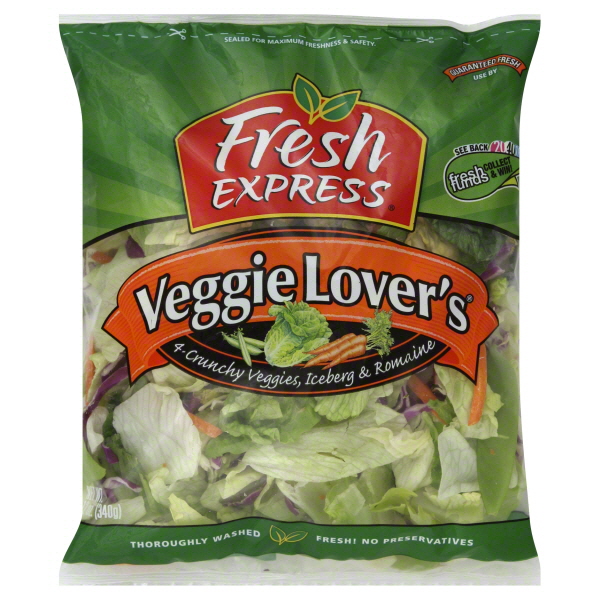 SEALED FOR MAXIMUM FRESHNESS & SAFETY.
GUARANTEED FRESH
USE BY
Fresh
EXPRESS®
SEE BACK
fresh funds
COLLECT & WIN!
Veggie Lover's®
4-Crunchy Veggies, Iceberg & Romaine
(340g)
THOROUGHLY WASHED
FRESH! NO PRESERVATIVES